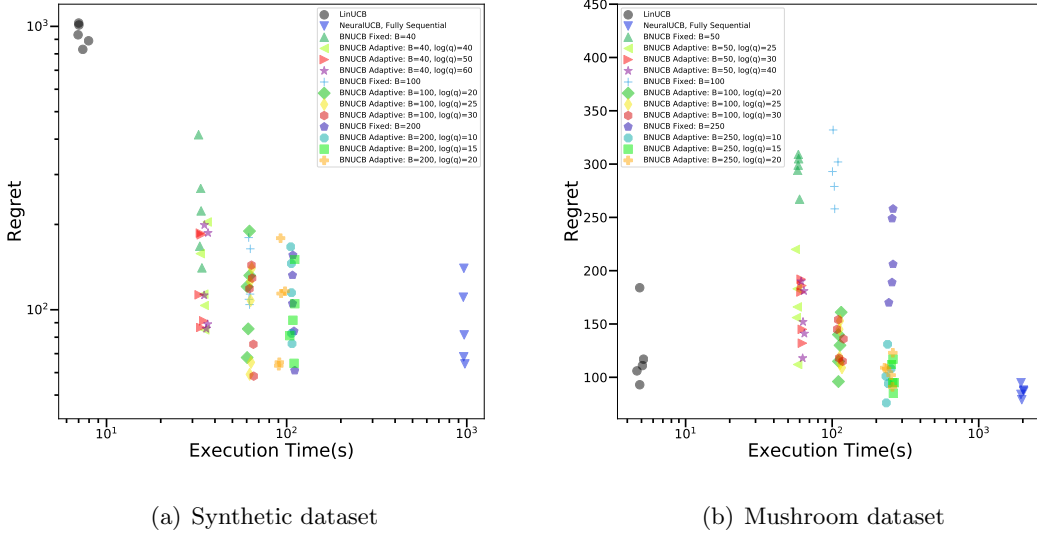 10³
10²
Regret
10¹
10²
10³
Execution Time(s)
LinUCB
NeuralUCB, Fully Sequential
BNUCB Fixed: B=40
BNUCB Adaptive: B=40, log(q)=40
BNUCB Adaptive: B=40, log(q)=50
BNUCB Adaptive: B=40, log(q)=60
BNUCB Fixed: B=100
BNUCB Adaptive: B=100, log(q)=20
BNUCB Adaptive: B=100, log(q)=25
BNUCB Adaptive: B=100, log(q)=30
BNUCB Fixed: B=200
BNUCB Adaptive: B=200, log(q)=10
BNUCB Adaptive: B=200, log(q)=15
BNUCB Adaptive: B=200, log(q)=20
(a) Synthetic dataset
450
400
350
300
250
200
150
100
Regret
10¹
10²
10³
Execution Time(s)
LinUCB
NeuralUCB, Fully Sequential
BNUCB Fixed: B=50
BNUCB Adaptive: B=50, log(q)=25
BNUCB Adaptive: B=50, log(q)=30
BNUCB Adaptive: B=50, log(q)=40
BNUCB Fixed: B=100
BNUCB Adaptive: B=100, log(q)=20
BNUCB Adaptive: B=100, log(q)=25
BNUCB Adaptive: B=100, log(q)=30
BNUCB Fixed: B=250
BNUCB Adaptive: B=250, log(q)=10
BNUCB Adaptive: B=250, log(q)=15
BNUCB Adaptive: B=250, log(q)=20
(b) Mushroom dataset